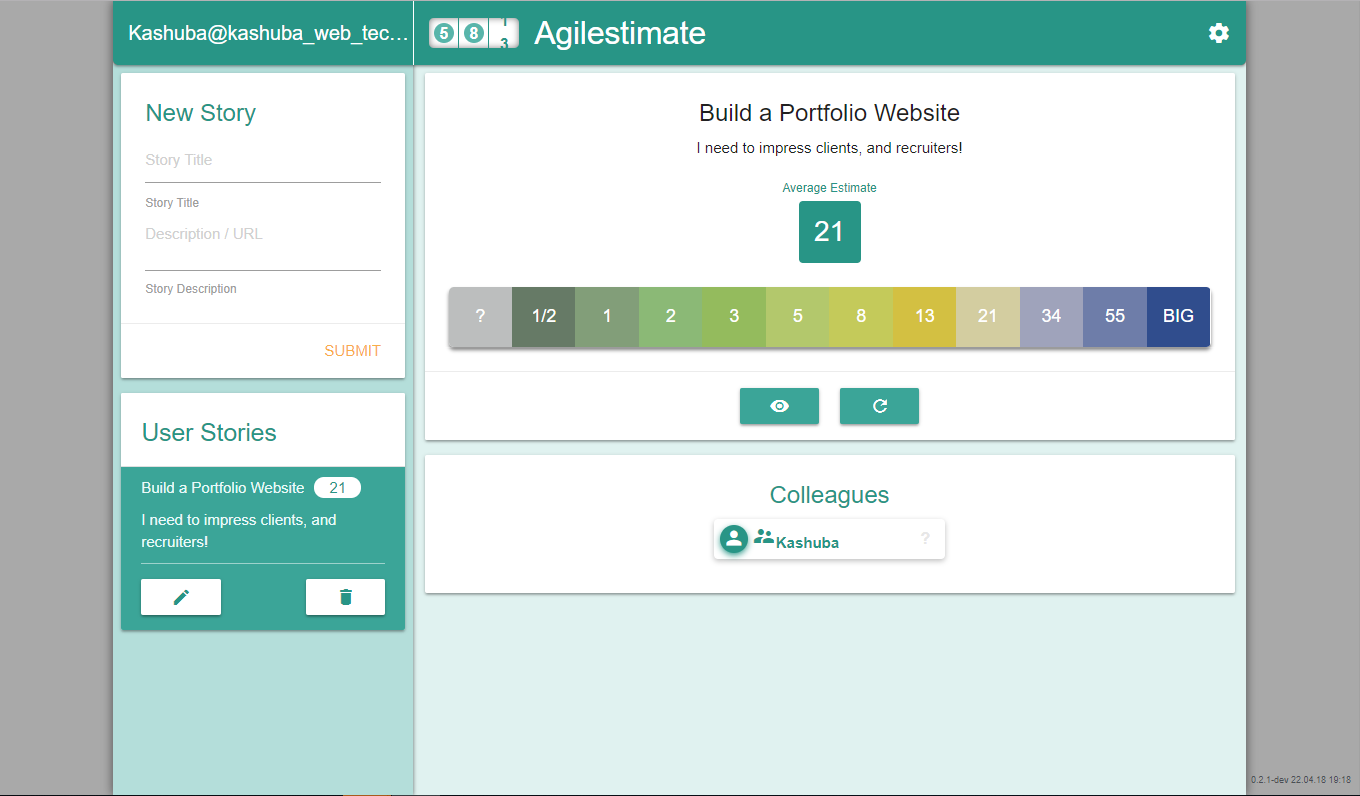 Kashuba@kashuba_web_tec...
5 8 1 3
Agilestimate
New Story
Story Title
Story Title
Description / URL
Story Description
SUBMIT
User Stories
Build a Portfolio Website 21
I need to impress clients, and
recruiters!
Build a Portfolio Website
I need to impress clients, and recruiters!
Average Estimate
21
? 1/2 1 2 3 5 8 13 21 34 55 BIG
Colleagues
Kashuba ?
0.2.1-dev 22.04.18 19:18